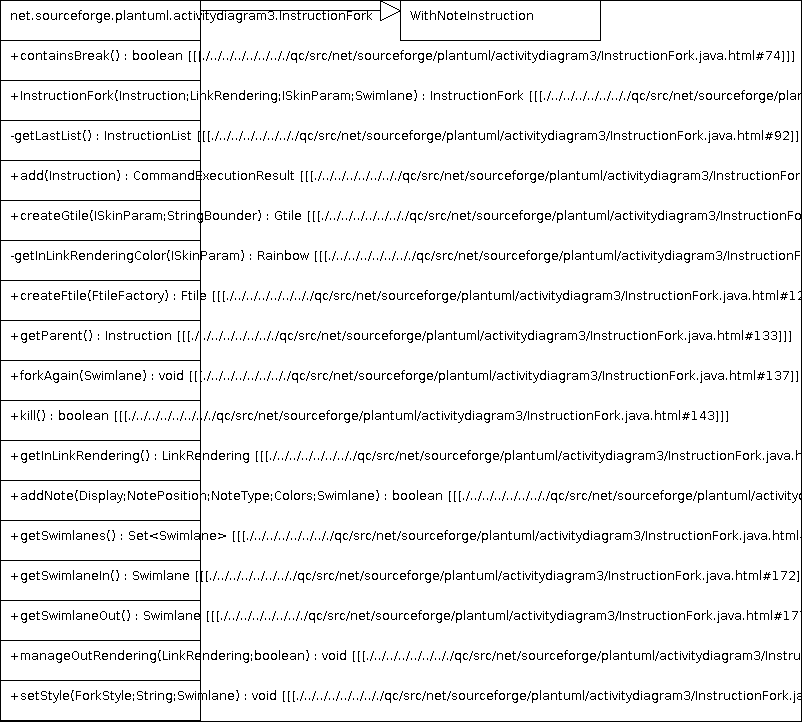 net.sourceforge.plantuml.activitydiagram3.InstructionFork
WithNoteInstruction
+containsBreak() : boolean [[[./../../../../../../../qc/src/net/sourceforge/plantuml/activitydiagram3/InstructionFork.java.html#74]]]
+InstructionFork(Instruction;LinkRendering;ISkinParam;Swimlane) : InstructionFork [[[./../../../../../../../qc/src/net/sourceforge/plan
-getLastList() : InstructionList [[[./../../../../../../../qc/src/net/sourceforge/plantuml/activitydiagram3/InstructionFork.java.html#92]]]
+add(Instruction) : CommandExecutionResult [[[./../../../../../../../qc/src/net/sourceforge/plantuml/activitydiagram3/InstructionFor
+createGtile(ISkinParam;StringBounder) : Gtile [[[./../../../../../../../qc/src/net/sourceforge/plantuml/activitydiagram3/InstructionFo
-getInLinkRenderingColor(ISkinParam) : Rainbow [[[./../../../../../../../qc/src/net/sourceforge/plantuml/activitydiagram3/InstructionF
+createFtile(FtileFactory) : Ftile [[[./../../../../../../../qc/src/net/sourceforge/plantuml/activitydiagram3/InstructionFork.java.html#12
+getParent() : Instruction [[[./../../../../../../../qc/src/net/sourceforge/plantuml/activitydiagram3/InstructionFork.java.html#133]]]
+forkAgain(Swimlane) : void [[[./../../../../../../../qc/src/net/sourceforge/plantuml/activitydiagram3/InstructionFork.java.html#137]]]
+kill() : boolean [[[./../../../../../../../qc/src/net/sourceforge/plantuml/activitydiagram3/InstructionFork.java.html#143]]]
+getInLinkRendering() : LinkRendering [[[./../../../../../../../qc/src/net/sourceforge/plantuml/activitydiagram3/InstructionFork.java.h
+addNote(Display;NotePosition;NoteType;Colors;Swimlane) : boolean [[[./../../../../../../../qc/src/net/sourceforge/plantuml/activity
+getSwimlanes() : Set<Swimlane> [[[./../../../../../../../qc/src/net/sourceforge/plantuml/activitydiagram3/InstructionFork.java.html
+getSwimlaneIn() : Swimlane [[[./../../../../../../../qc/src/net/sourceforge/plantuml/activitydiagram3/InstructionFork.java.html#172]
+getSwimlaneOut() : Swimlane [[[./../../../../../../../qc/src/net/sourceforge/plantuml/activitydiagram3/InstructionFork.java.html#17
+manageOutRendering(LinkRendering;boolean) : void [[[./../../../../../../../qc/src/net/sourceforge/plantuml/activitydiagram3/Instru
+setStyle(ForkStyle;String;Swimlane) : void [[[./../../../../../../../qc/src/net/sourceforge/plantuml/activitydiagram3/InstructionFork.ja